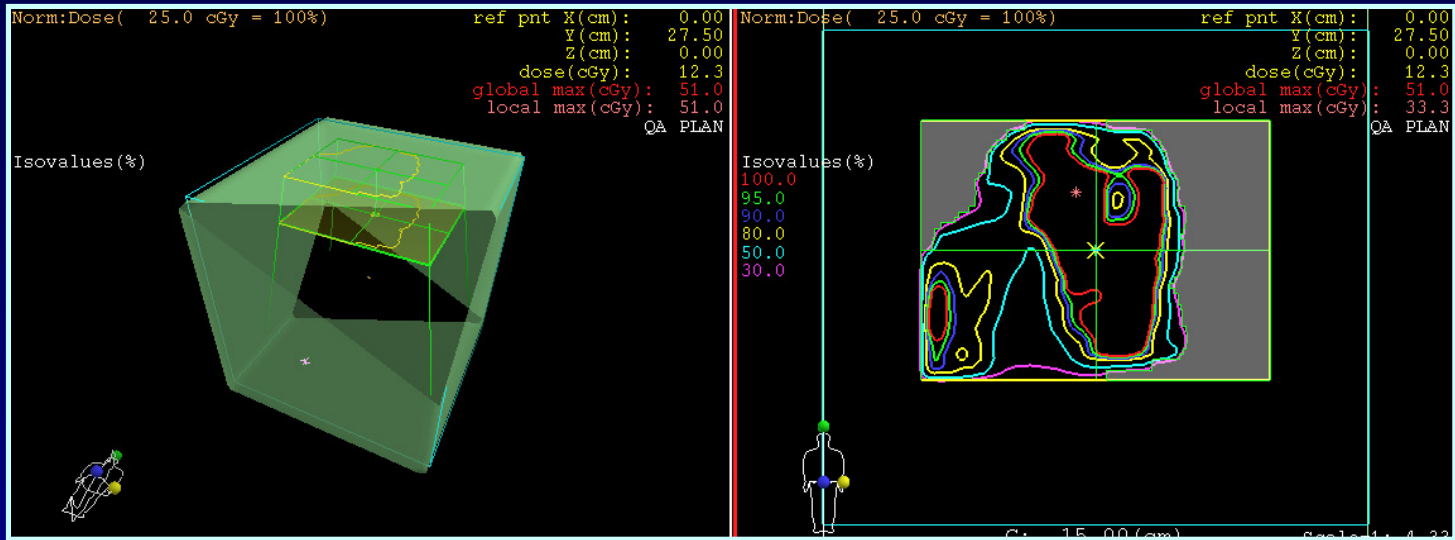 Norm:Dose( 25.0 cGy = 100%)
ref pnt X(cm): 0.00
Y(cm): 27.50
Z(cm): 0.00
dose(cGy): 12.3
global max(cGy): 51.0
local max(cGy): 51.0
QA PLAN
Isovalues(%)
Norm:Dose( 25.0 cGy = 100%)
ref pnt X(cm): 0.00
Y(cm): 27.50
Z(cm): 0.00
dose(cGy): 12.3
global max(cGy): 51.0
local max(cGy): 33.3
QA PLAN
Isovalues(%)
100.0
95.0
90.0
80.0
50.0
30.0
C: 15.00(cm)